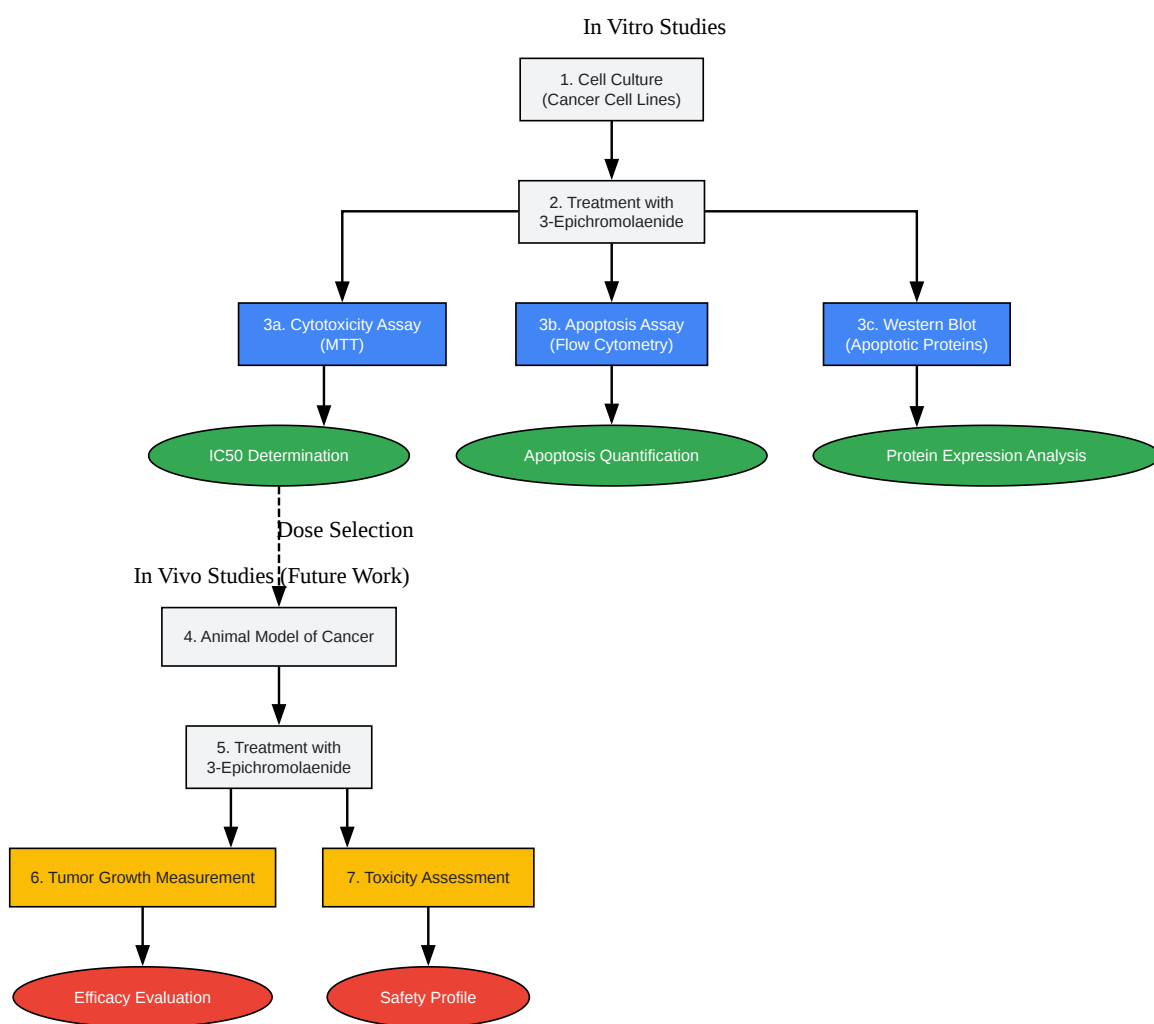 In Vitro Studies
1. Cell Culture
(Cancer Cell Lines)
2. Treatment with
3-Epichromolaenide
3a. Cytotoxicity Assay
(MTT)
3b. Apoptosis Assay
(Flow Cytometry)
3c. Western Blot
(Apoptotic Proteins)
IC50 Determination
Apoptosis Quantification
Protein Expression Analysis
Dose Selection
In Vivo Studies (Future Work)
4. Animal Model of Cancer
5. Treatment with
3-Epichromolaenide
6. Tumor Growth Measurement
7. Toxicity Assessment
Efficacy Evaluation
Safety Profile